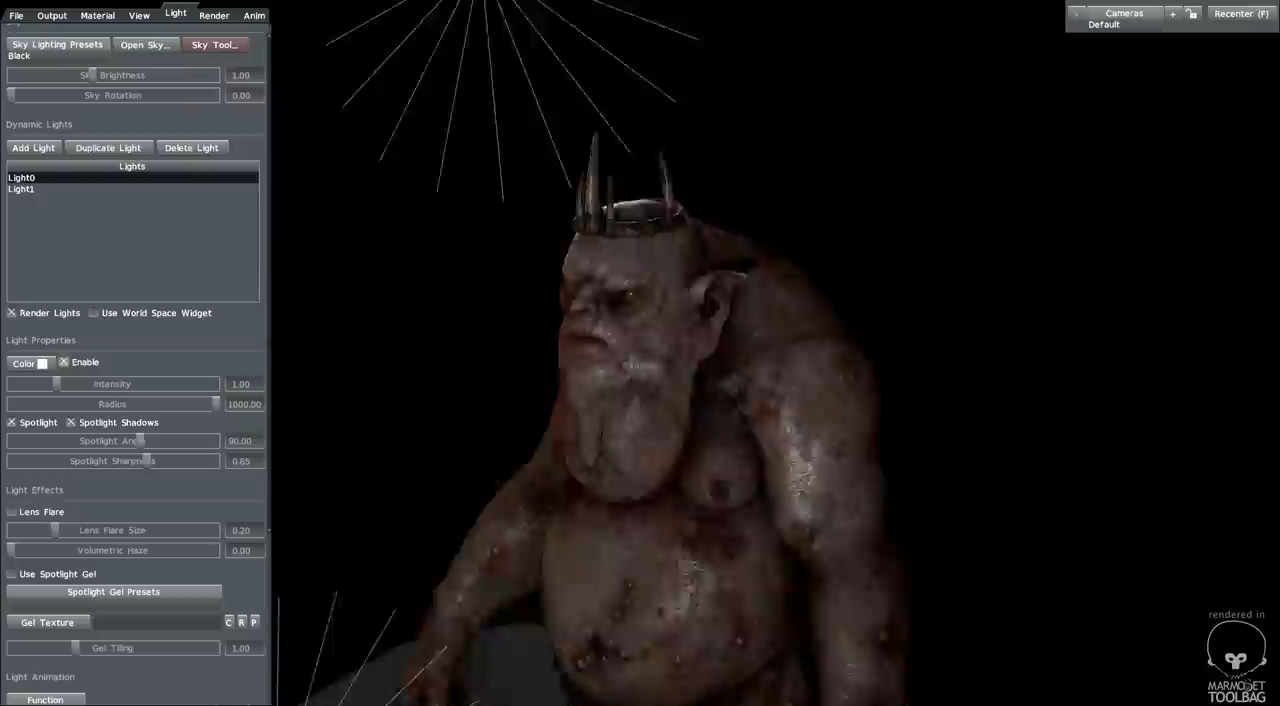 File Output Material View Light Render Anim
- Cameras + Recenter (F)
Default
Sky Lighting Presets Open Sky... Sky Tool...
Black
Brightness 1.00
Sky Rotation 0.00
Dynamic Lights
Add Light Duplicate Light Delete Light
Lights
Light0
Light1
Render Lights Use World Space Widget
Light Properties
Color Enable
Intensity 1.00
Radius 1000.00
Spotlight Spotlight Shadows
Spotlight 90.00
Spotlight 0.65
Light Effects
Lens Flare
Lens Flare Size 0.20
Volumetric Haze 0.00
Use Spotlight Gel
Spotlight Gel Presets
Gel Texture C R P
Gel Tiling 1.00
Light Animation
Function
rendered in
MARMOSET
TOOLBAG